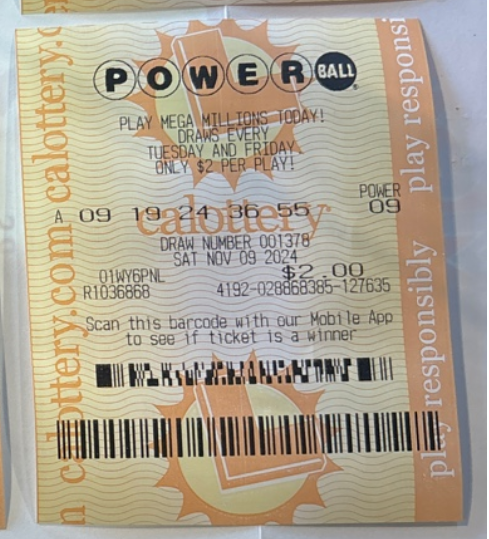 POWERBALL
PLAY MEGA MILLIONS TODAY!
DRAWS EVERY
TUESDAY AND FRIDAY
ONLY $2 PER PLAY!
POWER
A 09 19 24 36 55 09
calottery
DRAW NUMBER 001378
SAT NOV 09 2024
01WY6PNL $2.00
R1036868 4192-028868385-127635
Scan this barcode with our Mobile App
to see if ticket is a winner
calottery.com calottery.c
play responsibly play responsi